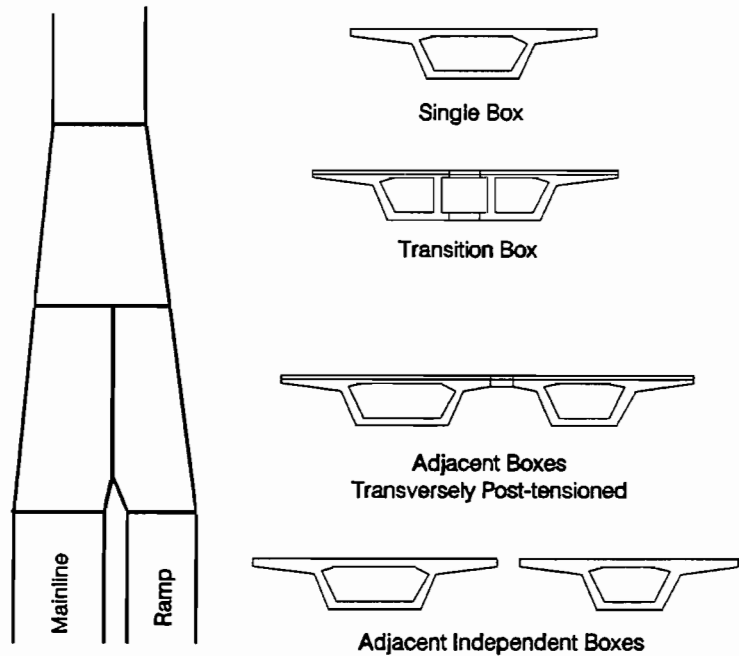 Single Box
Transition Box
Adjacent Boxes
Transversely Post-tensioned
Mainline
Ramp
Adjacent Independent Boxes